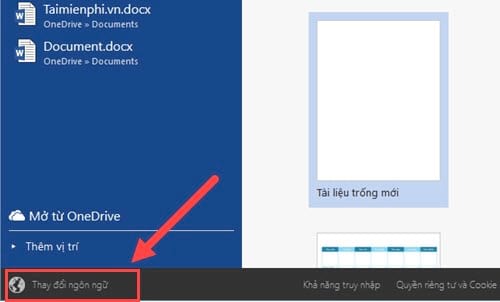 Taimienphi.vn.docx
OneDrive » Documents
Document.docx
OneDrive » Documents
Mở từ OneDrive
Thêm vị trí
Tài liệu trống mới
Thay đổi ngôn ngữ
Khả năng truy nhập
Quyền riêng tư và Cookie